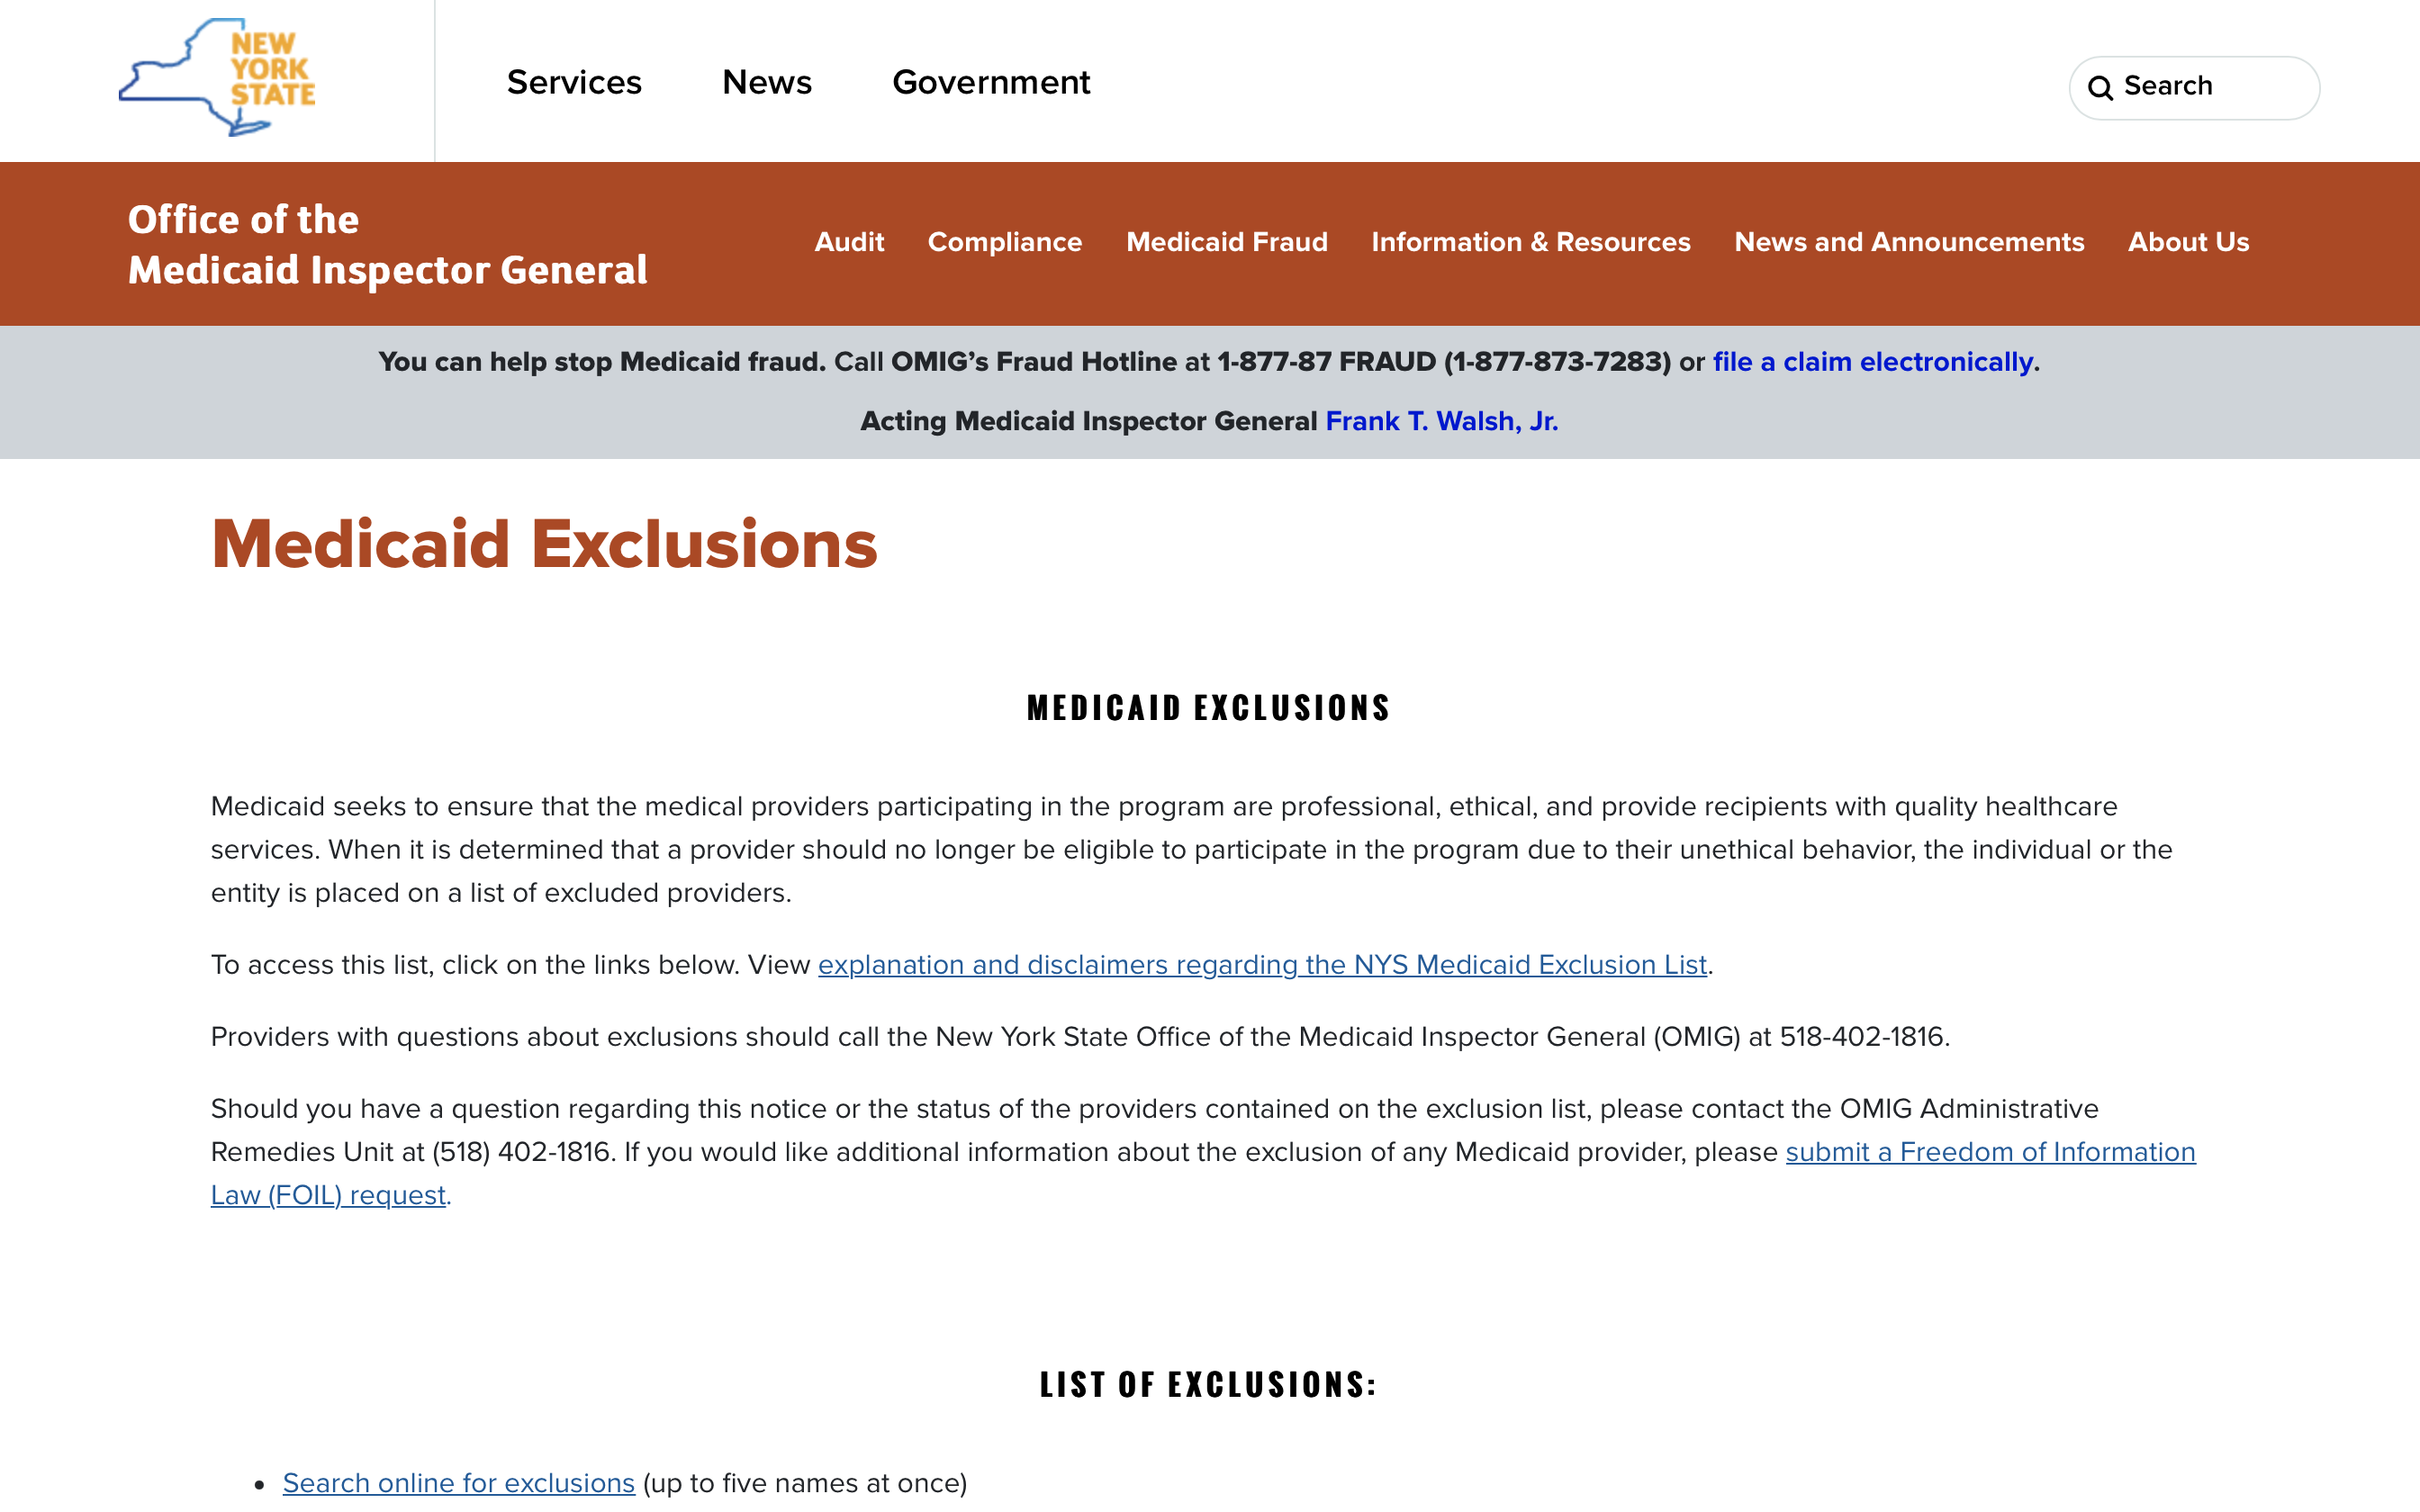 NEW
YORK
STATE
Services News Government
Search
Office of the
Medicaid Inspector General
Audit Compliance Medicaid Fraud Information & Resources News and Announcements About Us
You can help stop Medicaid fraud. Call OMIG’s Fraud Hotline at 1-877-87 FRAUD (1-877-873-7283) or file a claim electronically.
Acting Medicaid Inspector General Frank T. Walsh, Jr.
Medicaid Exclusions
MEDICAID EXCLUSIONS
Medicaid seeks to ensure that the medical providers participating in the program are professional, ethical, and provide recipients with quality healthcare
services. When it is determined that a provider should no longer be eligible to participate in the program due to their unethical behavior, the individual or the
entity is placed on a list of excluded providers.
To access this list, click on the links below. View explanation and disclaimers regarding the NYS Medicaid Exclusion List.
Providers with questions about exclusions should call the New York State Office of the Medicaid Inspector General (OMIG) at 518-402-1816.
Should you have a question regarding this notice or the status of the providers contained on the exclusion list, please contact the OMIG Administrative
Remedies Unit at (518) 402-1816. If you would like additional information about the exclusion of any Medicaid provider, please submit a Freedom of Information
Law (FOIL) request.
LIST OF EXCLUSIONS:
• Search online for exclusions (up to five names at once)